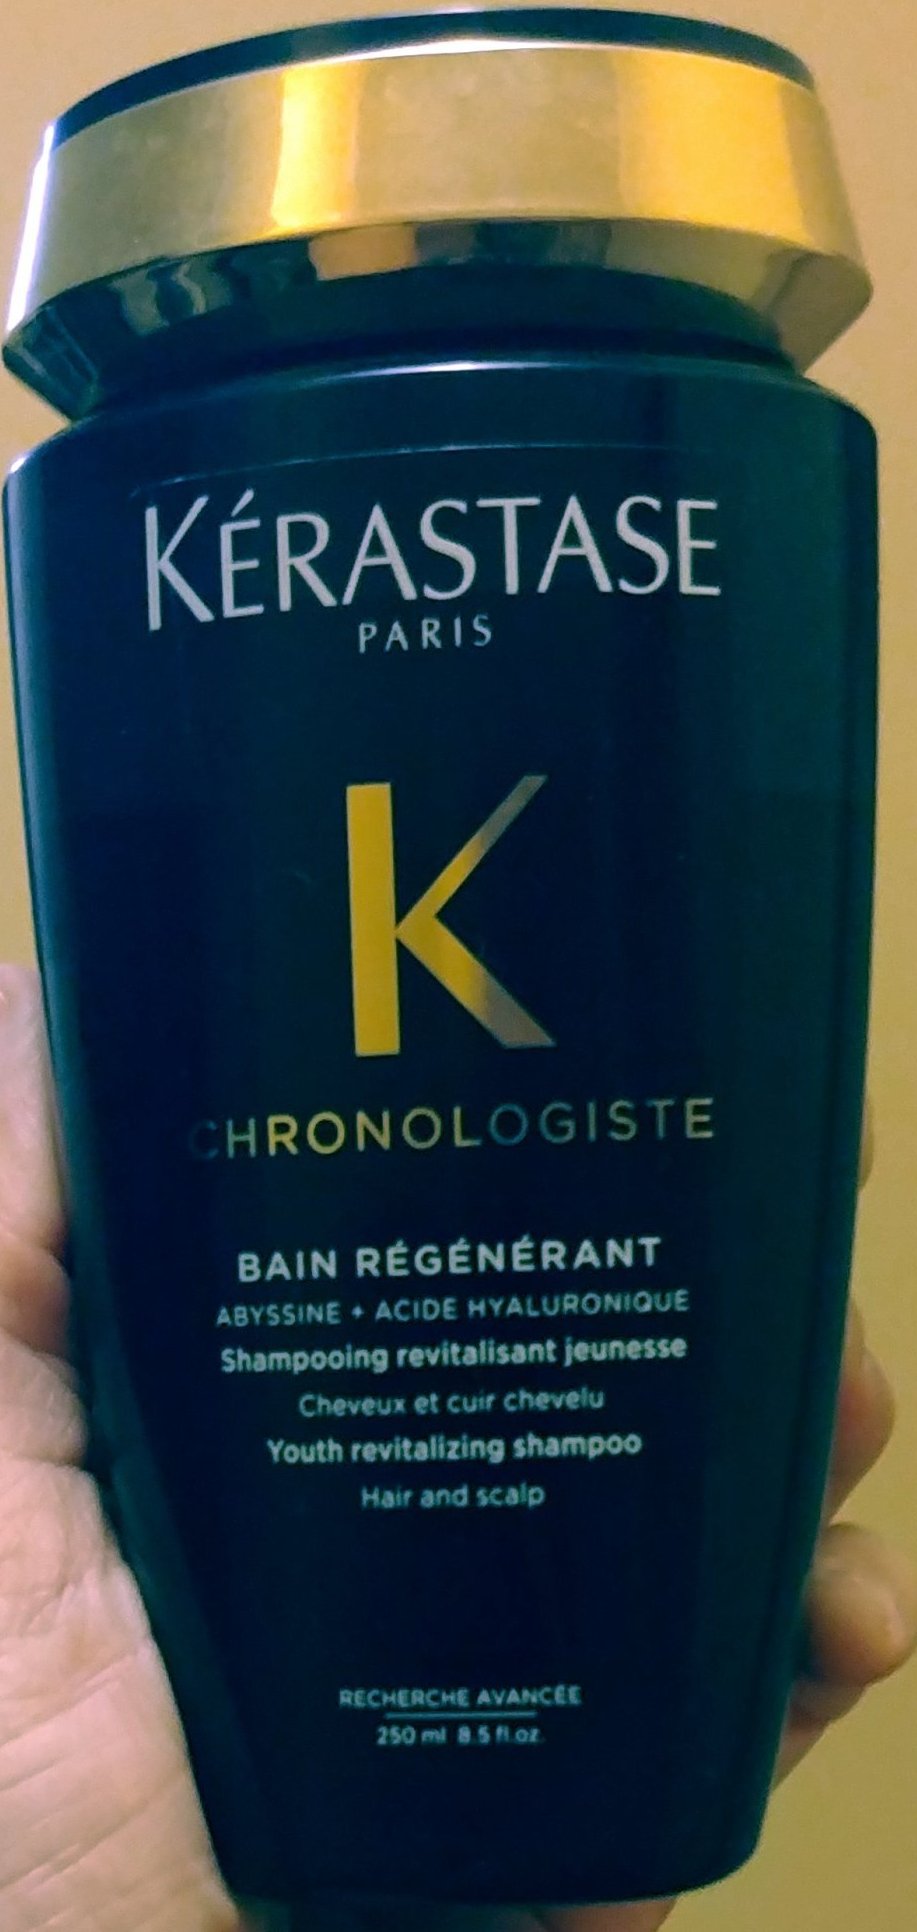 KÉRASTASE
PARIS
K
CHRONOLOGISTE
BAIN RÉGÉNÉRANT
ABYSSINE + ACIDE HYALURONIQUE
Shampooing revitalisant jeunesse
Cheveux et cuir chevelu
Youth revitalizing shampoo
Hair and scalp
RECHERCHE AVANCÉE
250 ml 8.5 fl.oz.